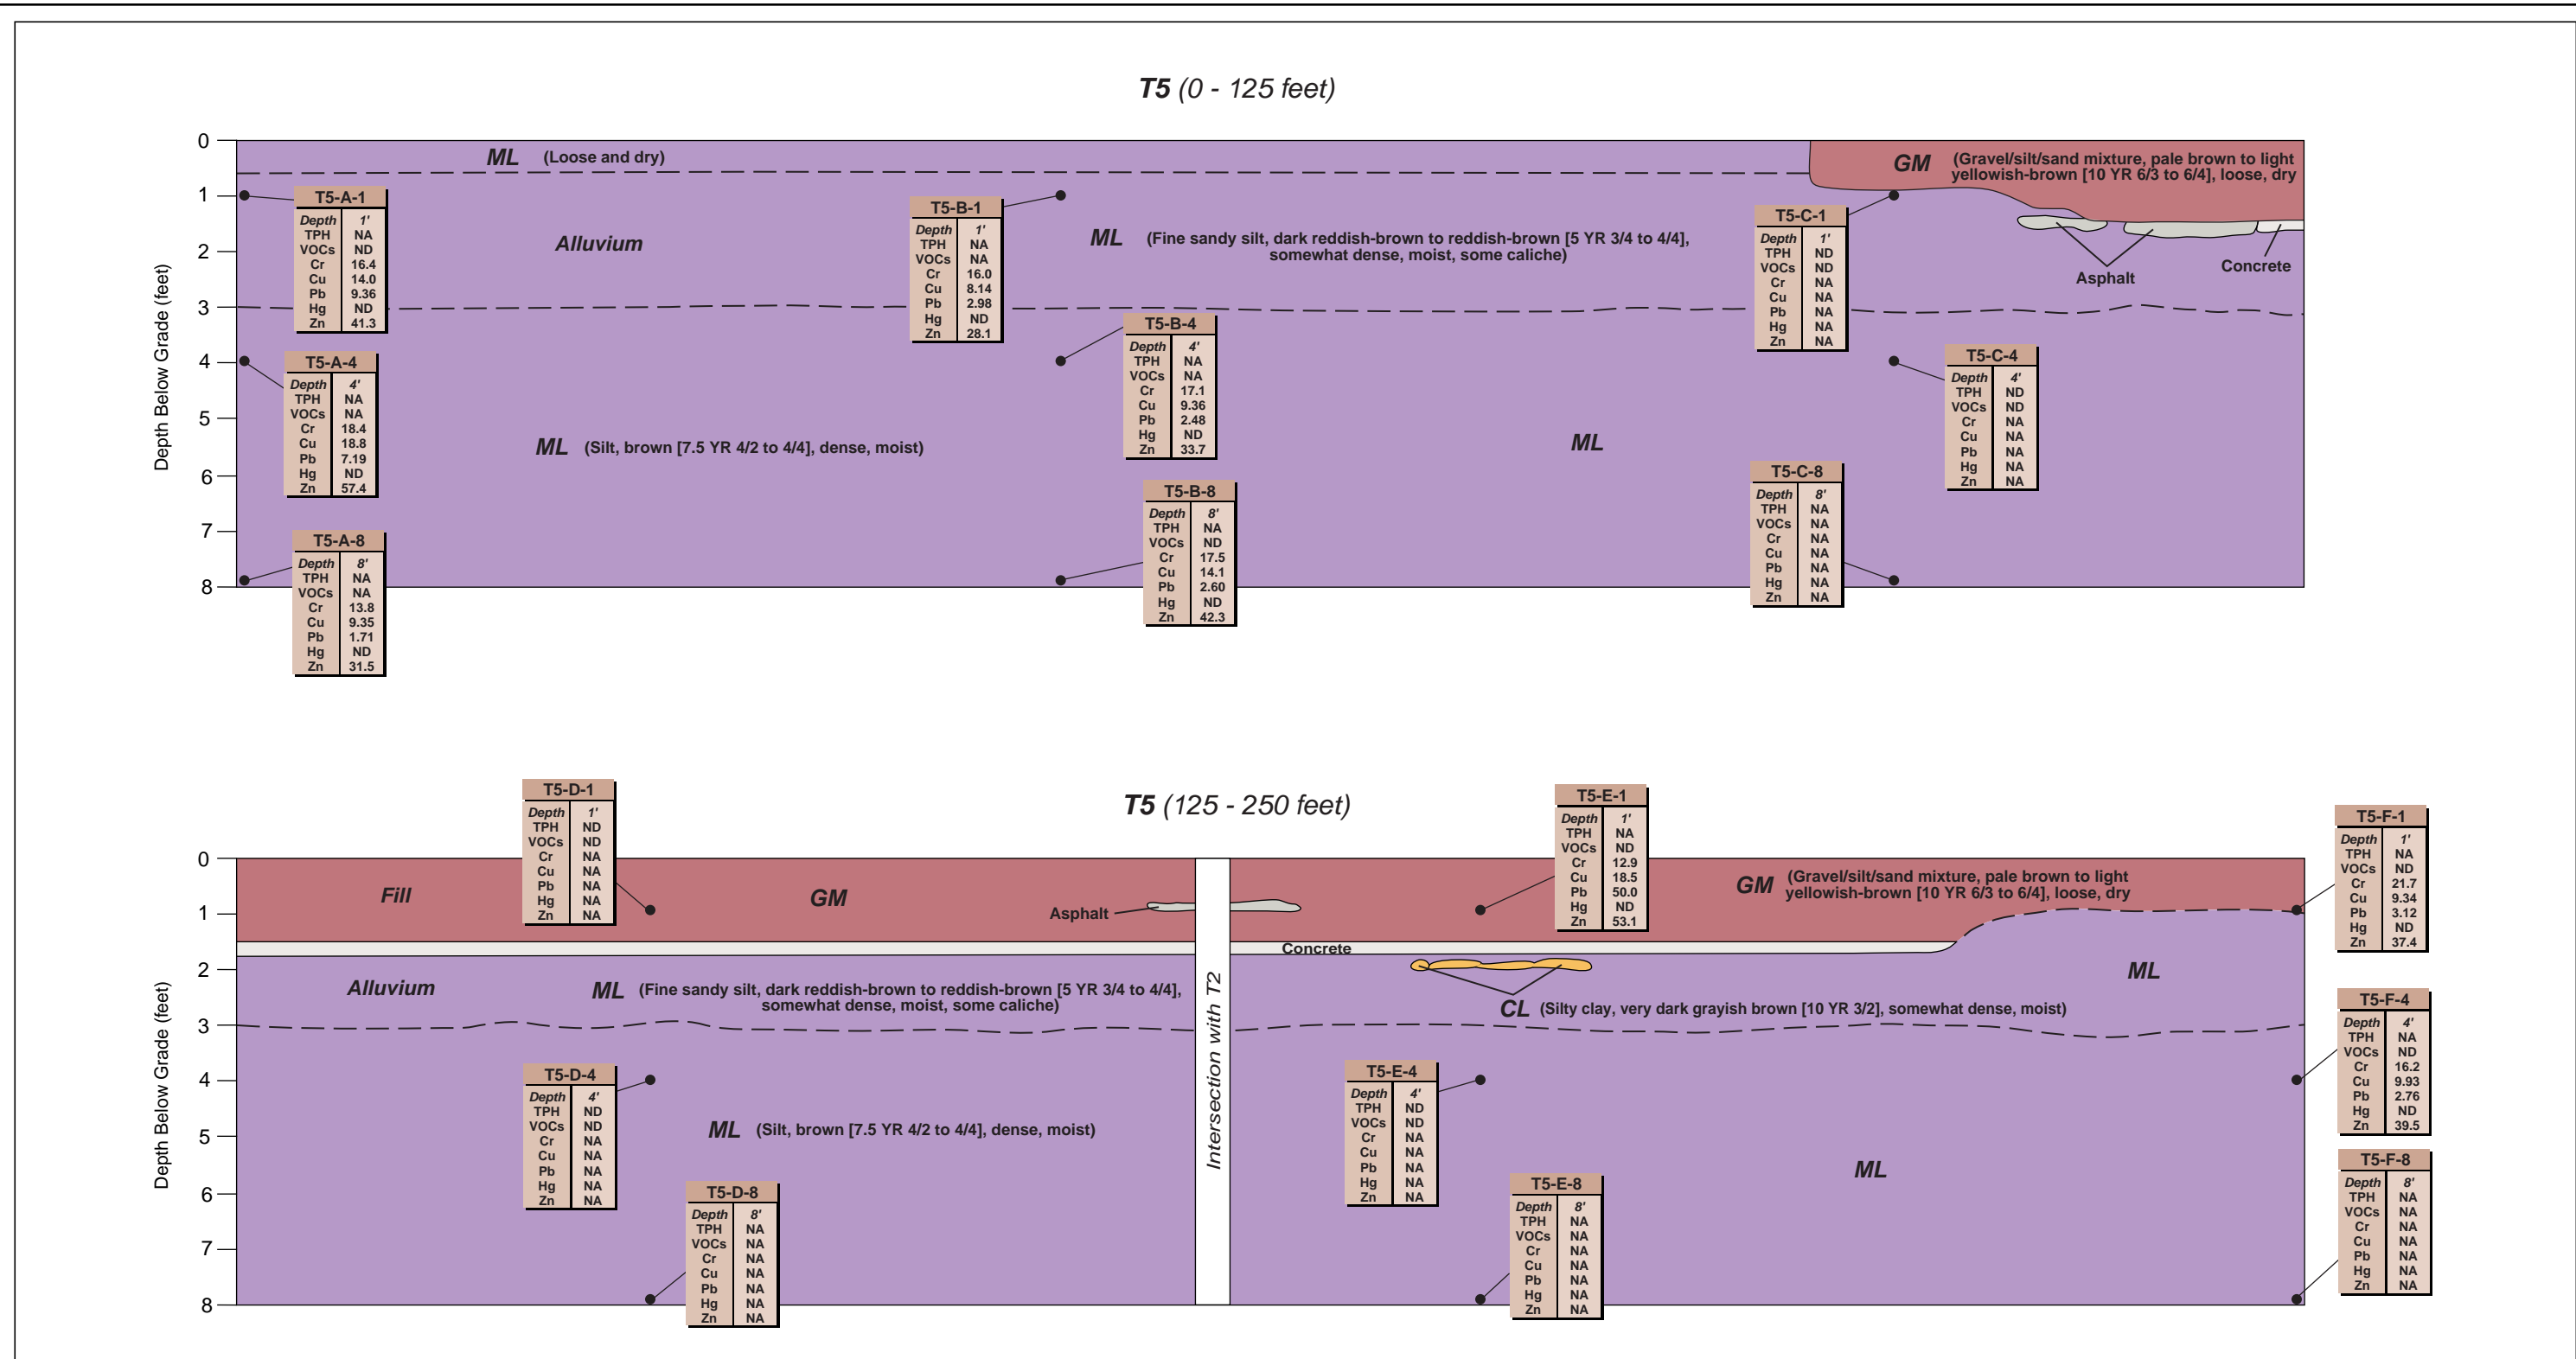 T5 (0 - 125 feet)
Depth Below Grade (feet)
0
1
2
3
4
5
6
7
8
ML (Loose and dry)
GM (Gravel/silt/sand mixture, pale brown to light
yellowish-brown [10 YR 6/3 to 6/4], loose, dry
Alluvium
ML (Fine sandy silt, dark reddish-brown to reddish-brown [5 YR 3/4 to 4/4],
somewhat dense, moist, some caliche)
Asphalt
Concrete
ML (Silt, brown [7.5 YR 4/2 to 4/4], dense, moist)
ML
T5-A-1
Depth 1'
TPH NA
VOCs ND
Cr 16.4
Cu 14.0
Pb 9.36
Hg ND
Zn 41.3
T5-A-4
Depth 4'
TPH NA
VOCs NA
Cr 18.4
Cu 18.8
Pb 7.19
Hg ND
Zn 57.4
T5-A-8
Depth 8'
TPH NA
VOCs NA
Cr 13.8
Cu 9.35
Pb 1.71
Hg ND
Zn 31.5
T5-B-1
Depth 1'
TPH NA
VOCs NA
Cr 16.0
Cu 8.14
Pb 2.98
Hg ND
Zn 28.1
T5-B-4
Depth 4'
TPH NA
VOCs NA
Cr 17.1
Cu 9.36
Pb 2.48
Hg ND
Zn 33.7
T5-B-8
Depth 8'
TPH NA
VOCs ND
Cr 17.5
Cu 14.1
Pb 2.60
Hg ND
Zn 42.3
T5-C-1
Depth 1'
TPH ND
VOCs ND
Cr NA
Cu NA
Pb NA
Hg NA
Zn NA
T5-C-4
Depth 4'
TPH ND
VOCs ND
Cr NA
Cu NA
Pb NA
Hg NA
Zn NA
T5-C-8
Depth 8'
TPH NA
VOCs NA
Cr NA
Cu NA
Pb NA
Hg NA
Zn NA
T5 (125 - 250 feet)
Depth Below Grade (feet)
0
1
2
3
4
5
6
7
8
Fill
GM
Asphalt
GM (Gravel/silt/sand mixture, pale brown to light
yellowish-brown [10 YR 6/3 to 6/4], loose, dry
Concrete
Alluvium
ML (Fine sandy silt, dark reddish-brown to reddish-brown [5 YR 3/4 to 4/4],
somewhat dense, moist, some caliche)
ML
CL (Silty clay, very dark grayish brown [10 YR 3/2], somewhat dense, moist)
Intersection with T2
ML (Silt, brown [7.5 YR 4/2 to 4/4], dense, moist)
ML
T5-D-1
Depth 1'
TPH ND
VOCs ND
Cr NA
Cu NA
Pb NA
Hg NA
Zn NA
T5-D-4
Depth 4'
TPH ND
VOCs ND
Cr NA
Cu NA
Pb NA
Hg NA
Zn NA
T5-D-8
Depth 8'
TPH NA
VOCs NA
Cr NA
Cu NA
Pb NA
Hg NA
Zn NA
T5-E-1
Depth 1'
TPH NA
VOCs ND
Cr 12.9
Cu 18.5
Pb 50.0
Hg ND
Zn 53.1
T5-E-4
Depth 4'
TPH ND
VOCs ND
Cr NA
Cu NA
Pb NA
Hg NA
Zn NA
T5-E-8
Depth 8'
TPH NA
VOCs NA
Cr NA
Cu NA
Pb NA
Hg NA
Zn NA
T5-F-1
Depth 1'
TPH NA
VOCs ND
Cr 21.7
Cu 9.34
Pb 3.12
Hg ND
Zn 37.4
T5-F-4
Depth 4'
TPH NA
VOCs ND
Cr 16.2
Cu 9.93
Pb 2.76
Hg ND
Zn 39.5
T5-F-8
Depth 8'
TPH NA
VOCs NA
Cr NA
Cu NA
Pb NA
Hg NA
Zn NA